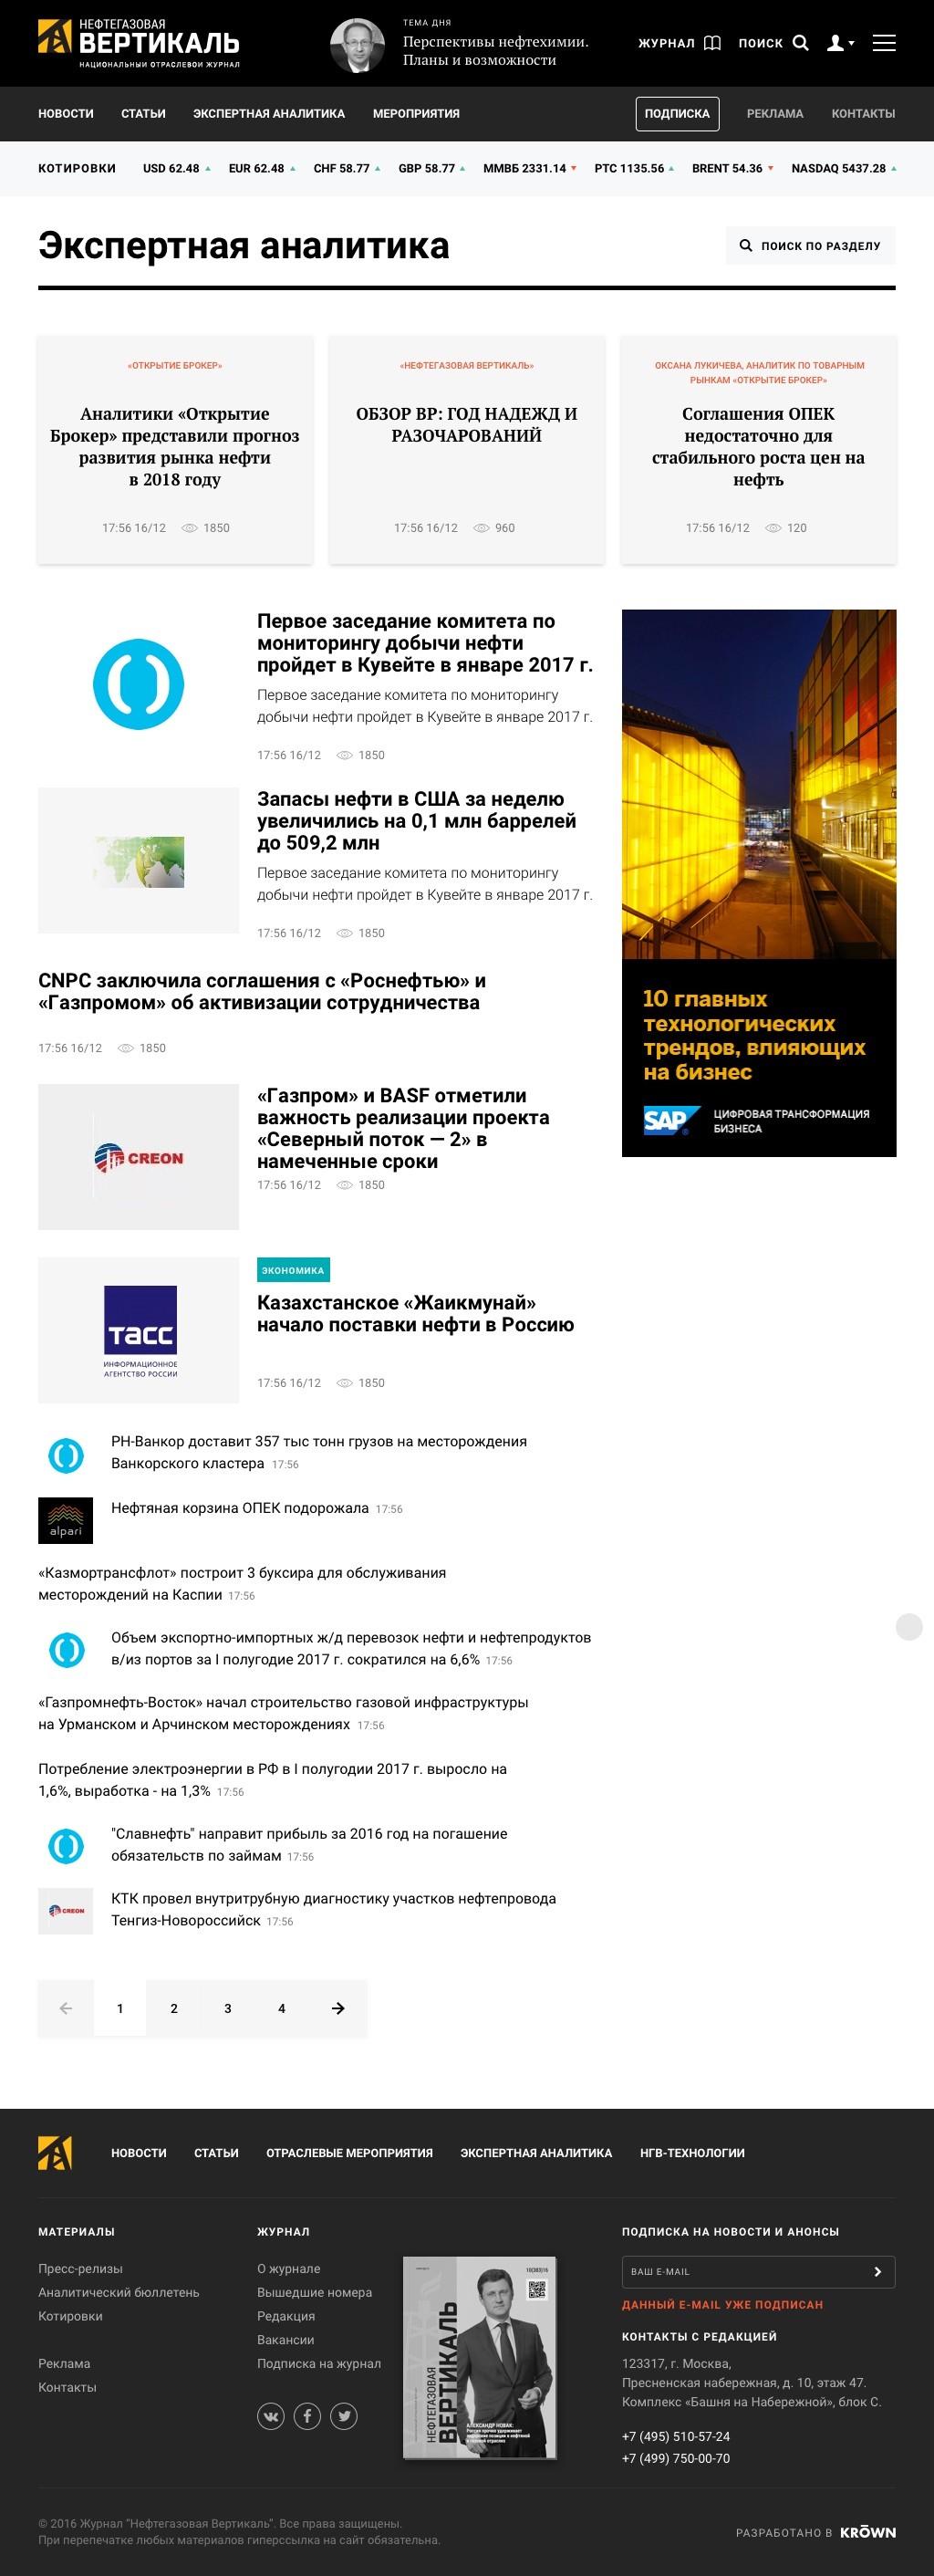 НЕФТЕГАЗОВАЯ
ВЕРТИКАЛЬ
НАЦИОНАЛЬНЫЙ ОТРАСЛЕВОЙ ЖУРНАЛ
ТЕМА ДНЯ
Перспективы нефтехимии.
Планы и возможности
ЖУРНАЛ ПОИСК
НОВОСТИ СТАТЬИ ЭКСПЕРТНАЯ АНАЛИТИКА МЕРОПРИЯТИЯ ПОДПИСКА РЕКЛАМА КОНТАКТЫ
КОТИРОВКИ USD 62.48 EUR 62.48 CHF 58.77 GBP 58.77 ММВБ 2331.14 РТС 1135.56 BRENT 54.36 NASDAQ 5437.28
Экспертная аналитика
ПОИСК ПО РАЗДЕЛУ
«ОТКРЫТИЕ БРОКЕР»
Аналитики «Открытие
Брокер» представили прогноз
развития рынка нефти
в 2018 году
17:56 16/12 1850
«НЕФТЕГАЗОВАЯ ВЕРТИКАЛЬ»
ОБЗОР ВР: ГОД НАДЕЖД И
РАЗОЧАРОВАНИЙ
17:56 16/12 960
ОКСАНА ЛУКИЧЕВА, АНАЛИТИК ПО ТОВАРНЫМ
РЫНКАМ «ОТКРЫТИЕ БРОКЕР»
Соглашения ОПЕК
недостаточно для
стабильного роста цен на
нефть
17:56 16/12 120
Первое заседание комитета по
мониторингу добычи нефти
пройдет в Кувейте в январе 2017 г.
Первое заседание комитета по мониторингу
добычи нефти пройдет в Кувейте в январе 2017 г.
17:56 16/12 1850
Запасы нефти в США за неделю
увеличились на 0,1 млн баррелей
до 509,2 млн
Первое заседание комитета по мониторингу
добычи нефти пройдет в Кувейте в январе 2017 г.
17:56 16/12 1850
CNPC заключила соглашения с «Роснефтью» и
«Газпромом» об активизации сотрудничества
17:56 16/12 1850
CREON
«Газпром» и BASF отметили
важность реализации проекта
«Северный поток — 2» в
намеченные сроки
17:56 16/12 1850
ТАСС
ИНФОРМАЦИОННОЕ
АГЕНТСТВО РОССИИ
ЭКОНОМИКА
Казахстанское «Жаикмунай»
начало поставки нефти в Россию
17:56 16/12 1850
10 главных
технологических
трендов, влияющих
на бизнес
SAP ЦИФРОВАЯ ТРАНСФОРМАЦИЯ
БИЗНЕСА
РН-Ванкор доставит 357 тыс тонн грузов на месторождения
Ванкорского кластера 17:56
alpari
Нефтяная корзина ОПЕК подорожала 17:56
«Казмортрансфлот» построит 3 буксира для обслуживания
месторождений на Каспии 17:56
Объем экспортно-импортных ж/д перевозок нефти и нефтепродуктов
в/из портов за I полугодие 2017 г. сократился на 6,6% 17:56
«Газпромнефть-Восток» начал строительство газовой инфраструктуры
на Урманском и Арчинском месторождениях 17:56
Потребление электроэнергии в РФ в I полугодии 2017 г. выросло на
1,6%, выработка - на 1,3% 17:56
"Славнефть" направит прибыль за 2016 год на погашение
обязательств по займам 17:56
CREON
КТК провел внутритрубную диагностику участков нефтепровода
Тенгиз-Новороссийск 17:56
1 2 3 4
НОВОСТИ СТАТЬИ ОТРАСЛЕВЫЕ МЕРОПРИЯТИЯ ЭКСПЕРТНАЯ АНАЛИТИКА НГВ-ТЕХНОЛОГИИ
МАТЕРИАЛЫ
Пресс-релизы
Аналитический бюллетень
Котировки
Реклама
Контакты
ЖУРНАЛ
О журнале
Вышедшие номера
Редакция
Вакансии
Подписка на журнал
НЕФТЕГАЗОВАЯ
ВЕРТИКАЛЬ
АЛЕКСАНДР НОВАК:
ПОДПИСКА НА НОВОСТИ И АНОНСЫ
ВАШ E-MAIL
ДАННЫЙ E-MAIL УЖЕ ПОДПИСАН
КОНТАКТЫ С РЕДАКЦИЕЙ
123317, г. Москва,
Пресненская набережная, д. 10, этаж 47.
Комплекс «Башня на Набережной», блок С.
+7 (495) 510-57-24
+7 (499) 750-00-70
© 2016 Журнал “Нефтегазовая Вертикаль”. Все права защищены.
При перепечатке любых материалов гиперссылка на сайт обязательна.
РАЗРАБОТАНО В KRŌWN